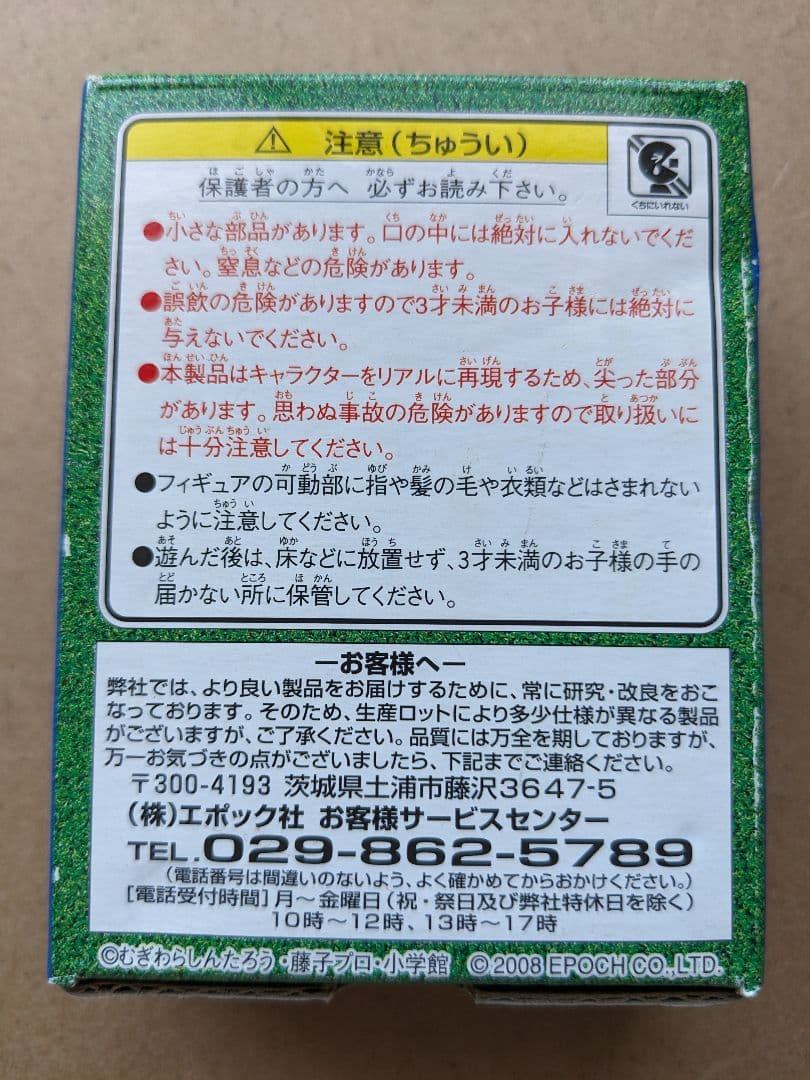 ⚠ 注意(ちゅうい)
くちにいれない
保護者の方へ 必ずお読み下さい。
●小さな部品があります。口の中には絶対に入れないでくだ
さい。窒息などの危険があります。
●誤飲の危険がありますので3才未満のお子様には絶対に
与えないでください。
●本製品はキャラクターをリアルに再現するため、尖った部分
があります。思わぬ事故の危険がありますので取り扱いに
は十分注意してください。
●フィギュアの可動部に指や髪の毛や衣類などはさまれない
ように注意してください。
●遊んだ後は、床などに放置せず、3才未満のお子様の手の
届かない所に保管してください。
―お客様へ―
弊社では、より良い製品をお届けするために、常に研究・改良をおこ
なっております。そのため、生産ロットにより多少仕様が異なる製品
がございますが、ご了承ください。品質には万全を期しておりますが、
万一お気づきの点がございましたら、下記までご連絡ください。
〒300-4193 茨城県土浦市藤沢3647-5
(株)エポック社 お客様サービスセンター
TEL.029-862-5789
(電話番号は間違いのないよう、よく確かめてからおかけください。)
[電話受付時間]月～金曜日(祝・祭日及び弊社特休日を除く)
10時～12時、13時～17時
©むぎわらしんたろう・藤子プロ・小学館 © 2008 EPOCH CO.,LTD.